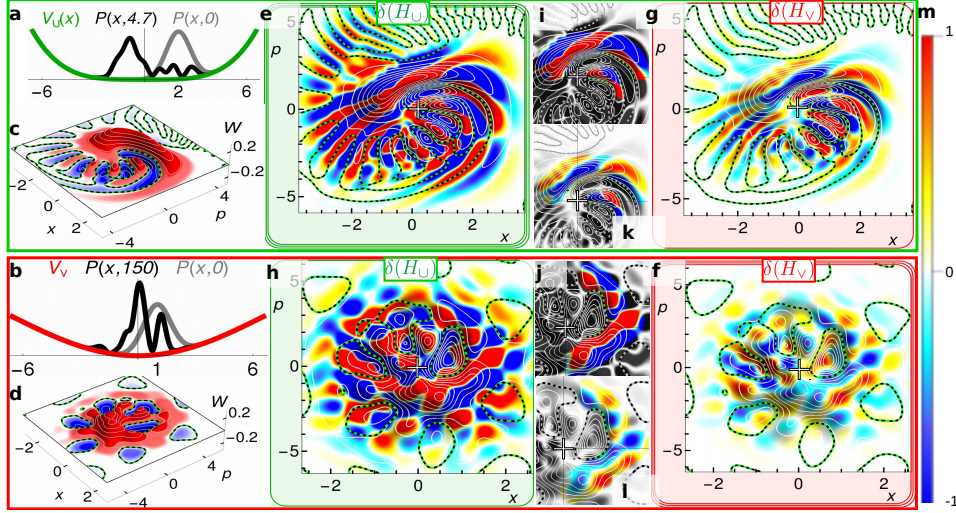 a
V∪(x) P(x,4.7) P(x,0)
−6 2 6
c
W
0.2
−0.2
−2
0
2
x
−4
0
4
p
e
δ(H∪)
5
p
0
−5
−2 0 2
x
i
k
g
δ(H∨)
5
p
0
−5
−2 0 2
x
m
1
0
-1
b
V∨ P(x,150) P(x,0)
−6 1 6
d
W
0.2
−0.2
−2
0
2
x
−4
0
4
p
h
δ(H∪)
5
p
0
−5
−2 0 2
x
j
l
f
δ(H∨)
5
p
0
−5
−2 0 2
x